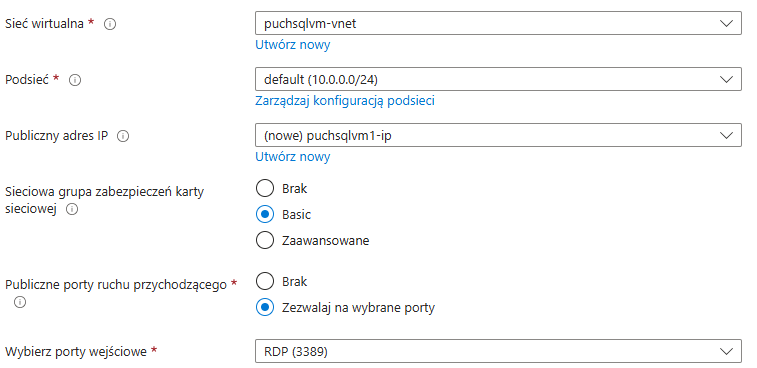 Sieć wirtualna *
puchsqlvm-vnet
Utwórz nowy
Podsieć *
default (10.0.0.0/24)
Zarządzaj konfiguracją podsieci
Publiczny adres IP
(nowe) puchsqlvm1-ip
Utwórz nowy
Sieciowa grupa zabezpieczeń karty
sieciowej
Brak
Basic
Zaawansowane
Publiczne porty ruchu przychodzącego *
Brak
Zezwalaj na wybrane porty
Wybierz porty wejściowe *
RDP (3389)